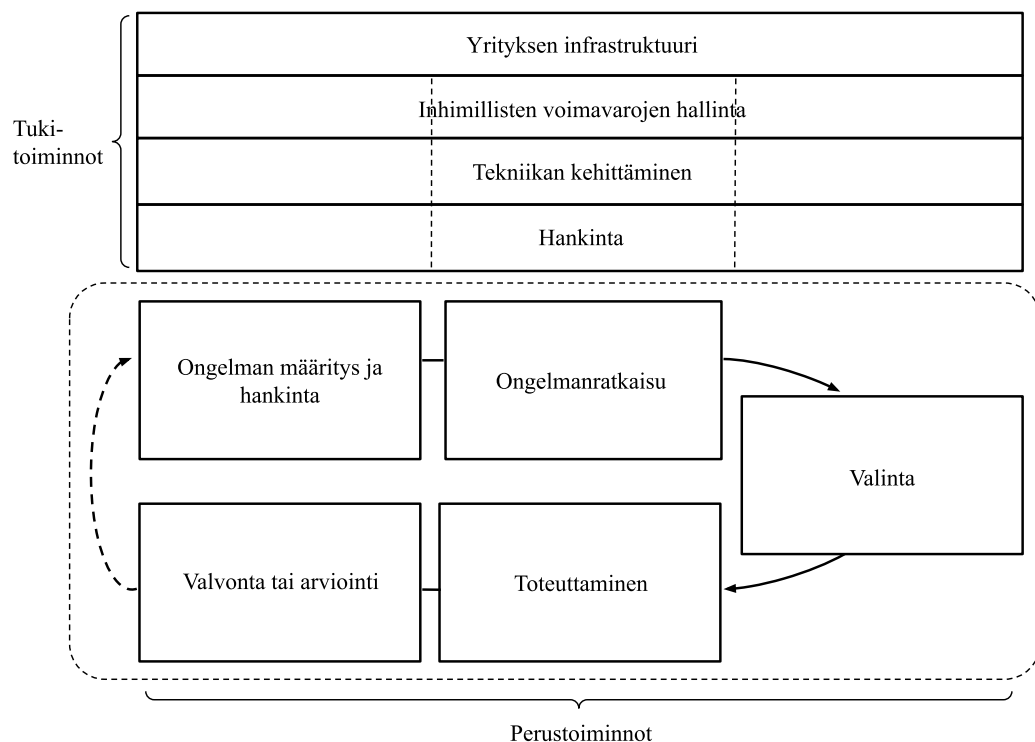 Yrityksen infrastruktuuri
Inhimillisten voimavarojen hallinta
Tuki-
toiminnot
Tekniikan kehittäminen
Hankinta
Ongelman määritys ja
hankinta
Ongelmanratkaisu
Valinta
Valvonta tai arviointi
Toteuttaminen
Perustoiminnot